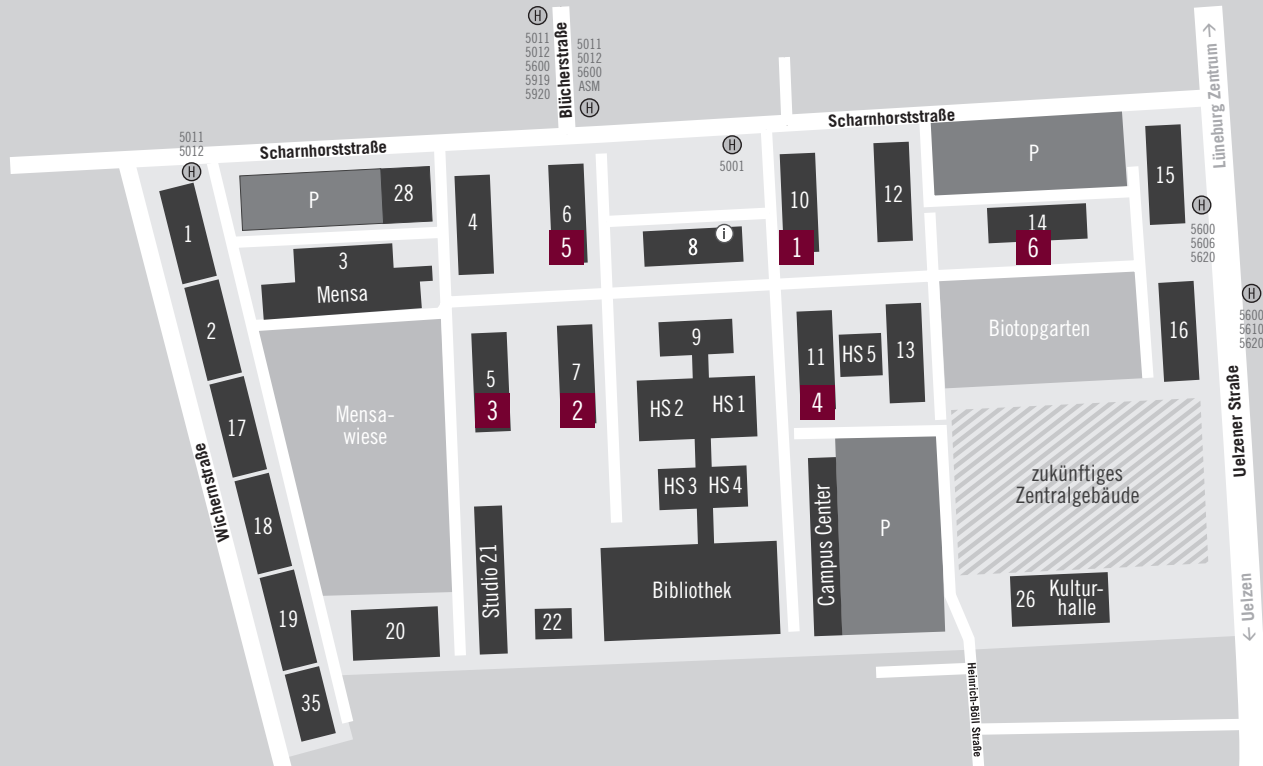 H
5011
5012
5600
5919
5920
Blücherstraße
5011
5012
5600
ASM
H
Lüneburg Zentrum →
5011
5012
H
Scharnhorststraße
H
5001
Scharnhorststraße
P
15
P
28
4
6
5
8
i
10
1
12
14
6
H
5600
5606
5620
1
3
Mensa
2
5
3
7
2
9
HS 2
HS 1
HS 3
HS 4
11
4
HS 5
13
Biotopgarten
16
H
5600
5610
5620
Uelzener Straße
Mensa-
wiese
17
Wichernstraße
18
19
35
20
Studio 21
22
Bibliothek
Campus Center
P
zukünftiges
Zentralgebäude
26
Kultur-
halle
← Uelzen
Heinrich-Böll Straße